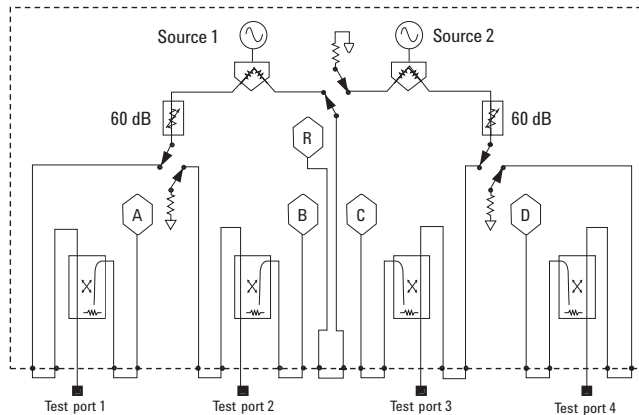 Source 1
Source 2
60 dB
60 dB
R
A
B
C
D
Test port 1
Test port 2
Test port 3
Test port 4